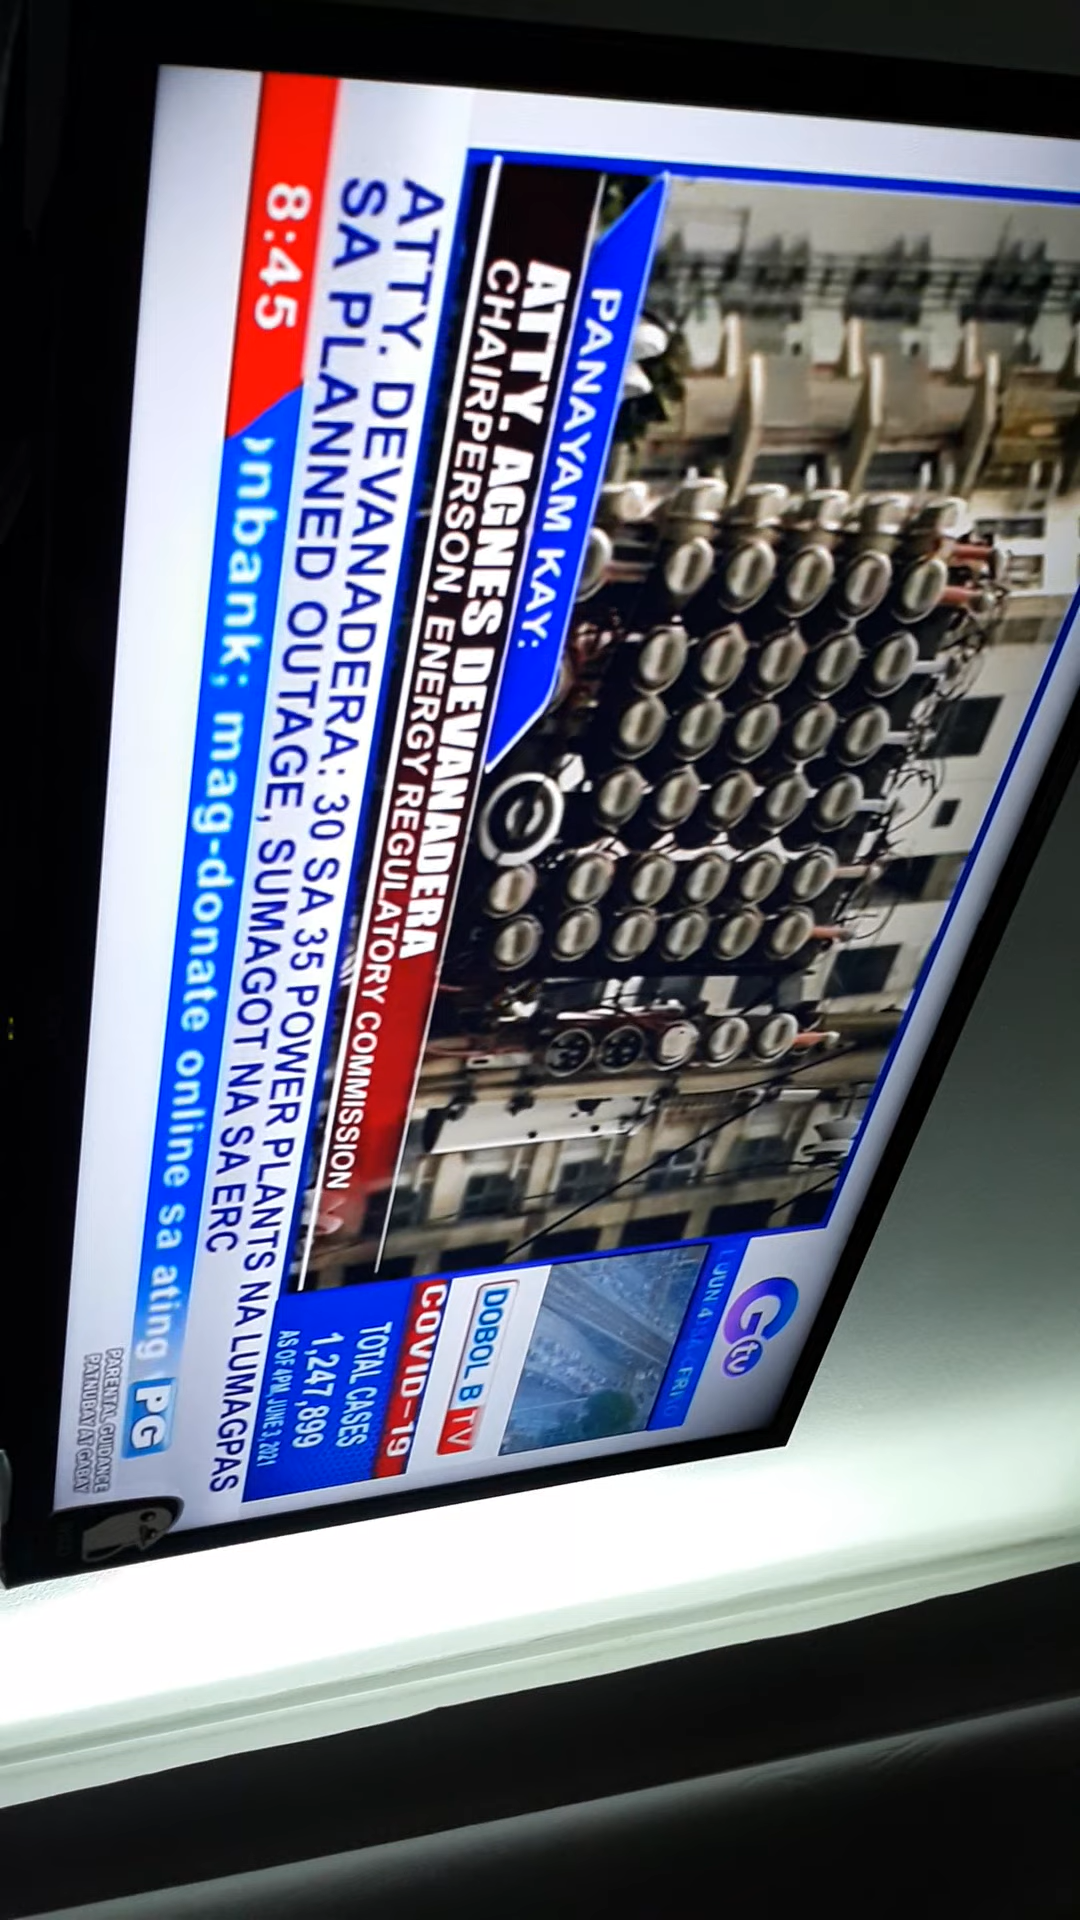 Gtv
DOBOL B TV
COVID-19
TOTAL CASES
1,247,899
AS OF 4PM, JUNE 3, 2021
PANAYAM KAY:
ATTY. AGNES DEVANADERA
CHAIRPERSON, ENERGY REGULATORY COMMISSION
ATTY. DEVANADERA: 30 SA 35 POWER PLANTS NA LUMAGPAS
SA PLANNED OUTAGE, SUMAGOT NA SA ERC
8:45
nbank; mag-donate online sa ating
PG
PARENTAL GUIDANCE
PATNUBAY AT GABAY